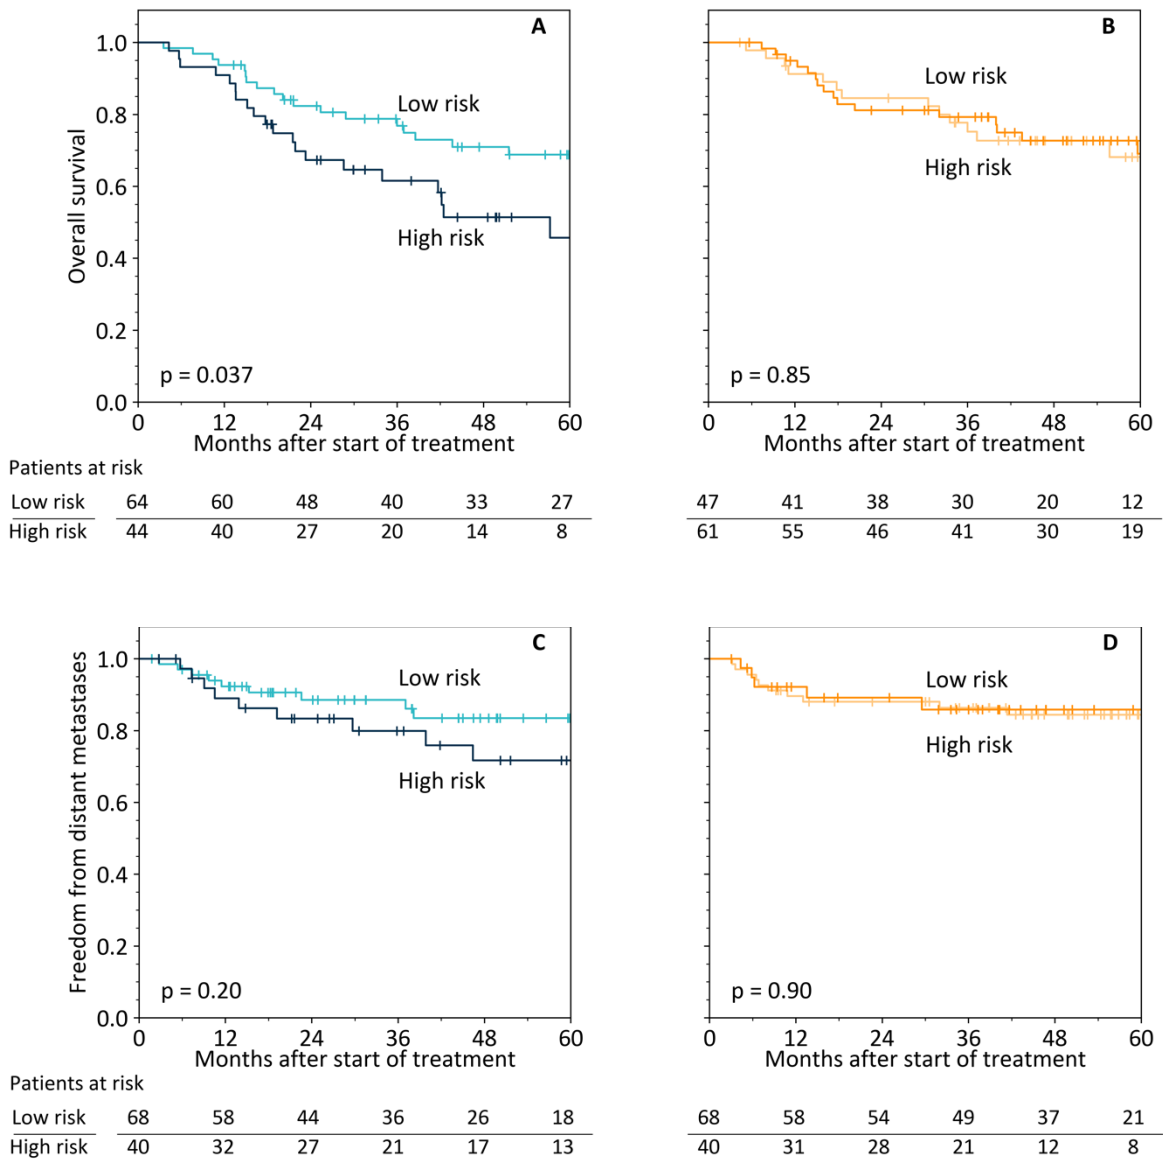 A
B
1.0
0.8
0.6
0.4
0.2
0.0
Overall survival
Low risk
High risk
p = 0.037
0 12 24 36 48 60
Months after start of treatment
Low risk
High risk
p = 0.85
0 12 24 36 48 60
Months after start of treatment
Patients at risk
Low risk 64 60 48 40 33 27 47 41 38 30 20 12
High risk 44 40 27 20 14 8 61 55 46 41 30 19
C
D
1.0
0.8
0.6
0.4
0.2
0.0
Freedom from distant metastases
Low risk
High risk
p = 0.20
0 12 24 36 48 60
Months after start of treatment
Low risk
High risk
p = 0.90
0 12 24 36 48 60
Months after start of treatment
Patients at risk
Low risk 68 58 44 36 26 18 68 58 54 49 37 21
High risk 40 32 27 21 17 13 40 31 28 21 12 8